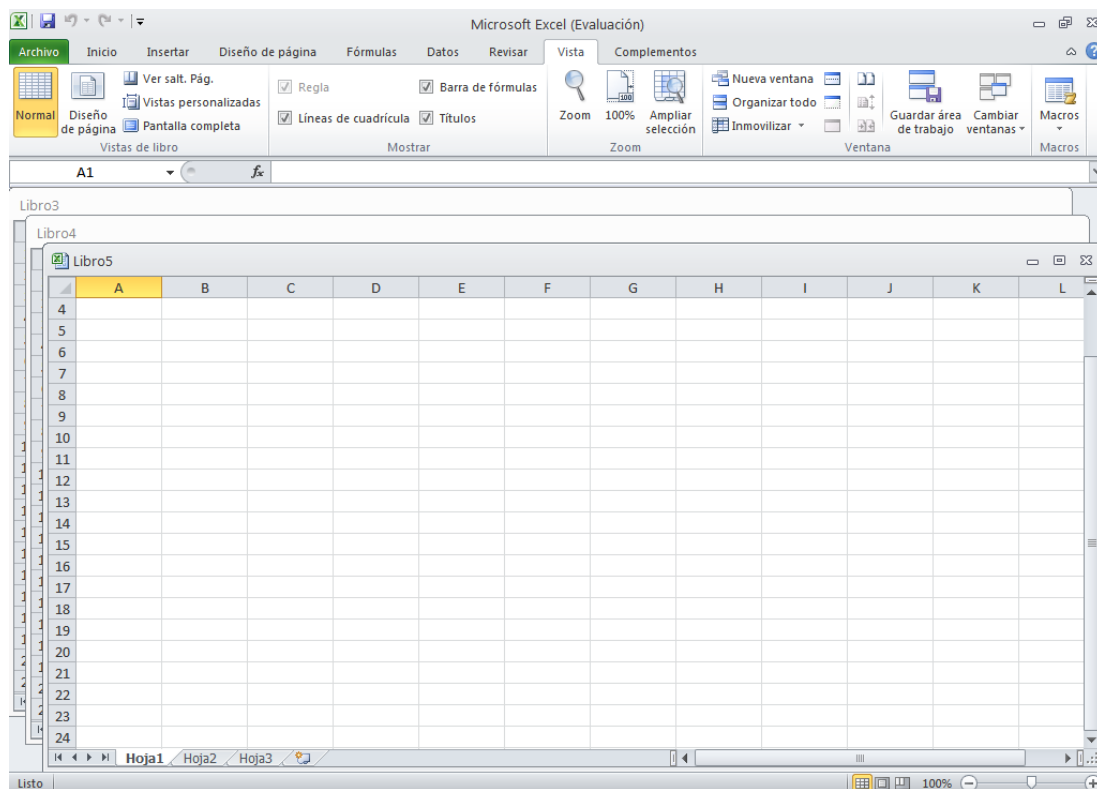 Microsoft Excel (Evaluación)
Archivo Inicio Insertar Diseño de página Fórmulas Datos Revisar Vista Complementos
Normal
Diseño de página
Ver salt. Pág.
Vistas personalizadas
Pantalla completa
Vistas de libro
Regla
Líneas de cuadrícula
Barra de fórmulas
Títulos
Mostrar
Zoom
100%
Ampliar selección
Zoom
Nueva ventana
Organizar todo
Inmovilizar
Guardar área de trabajo
Cambiar ventanas
Ventana
Macros
Macros
A1 fx
Libro3
Libro4
Libro5
A B C D E F G H I J K L
4
5
6
7
8
9
10
11
12
13
14
15
16
17
18
19
20
21
22
23
24
Hoja1 Hoja2 Hoja3
Listo 100%